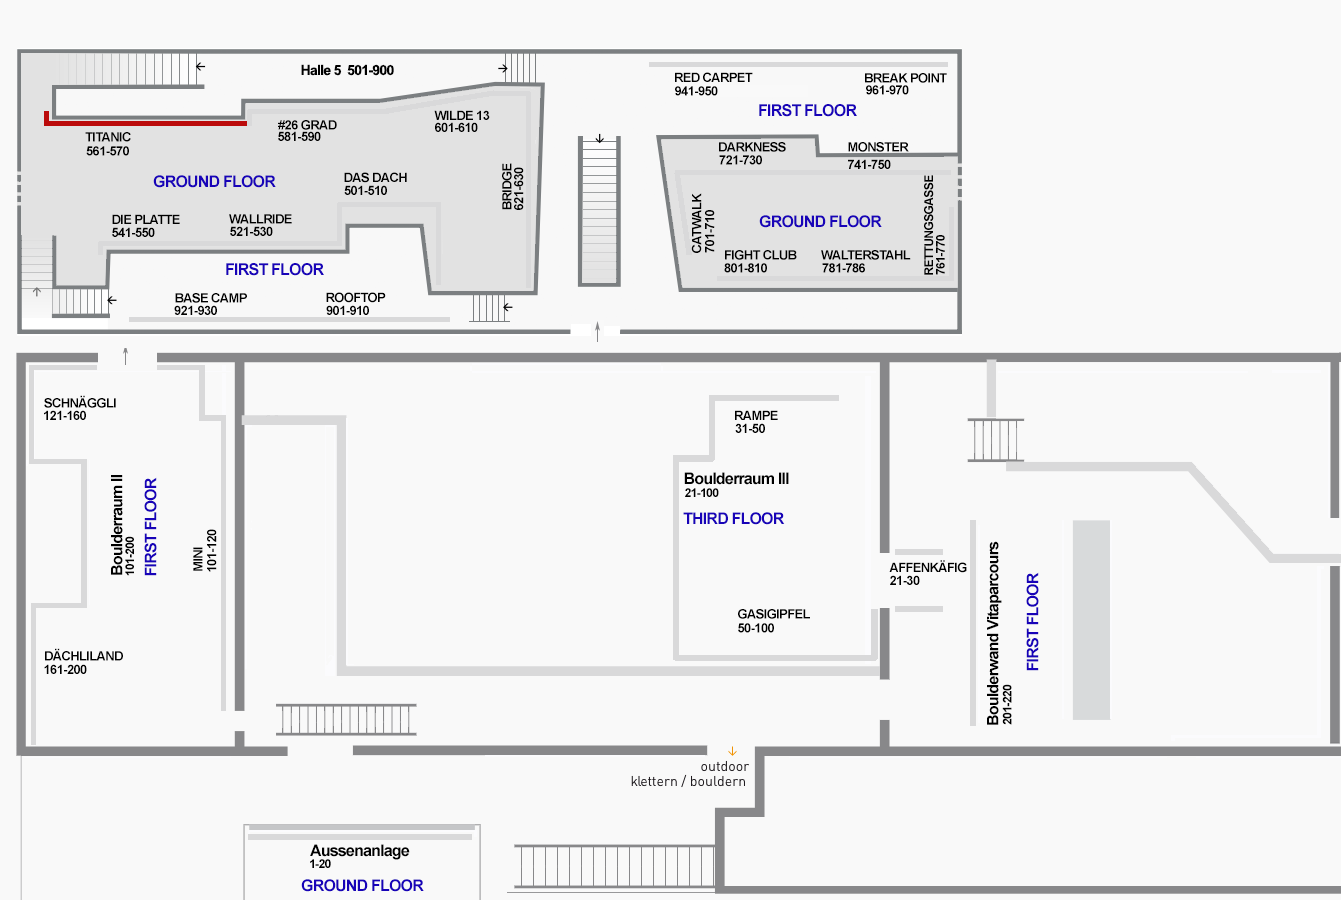 Halle 5 501-900
RED CARPET
941-950
BREAK POINT
961-970
FIRST FLOOR
TITANIC
561-570
#26 GRAD
581-590
WILDE 13
601-610
DARKNESS
721-730
MONSTER
741-750
GROUND FLOOR
DAS DACH
501-510
BRIDGE
621-630
DIE PLATTE
541-550
WALLRIDE
521-530
CATWALK
701-710
GROUND FLOOR
RETTUNGSGASSE
761-770
FIGHT CLUB
801-810
WALTERSTAHL
781-786
FIRST FLOOR
BASE CAMP
921-930
ROOFTOP
901-910
SCHNÄGGLI
121-160
Boulderraum II
101-200
FIRST FLOOR
MINI
101-120
DÄCHLILAND
161-200
RAMPE
31-50
Boulderraum III
21-100
THIRD FLOOR
GASIGIPFEL
50-100
AFFENKÄFIG
21-30
Boulderwand Vitaparcours
201-220
FIRST FLOOR
outdoor
klettern / bouldern
Aussenanlage
1-20
GROUND FLOOR